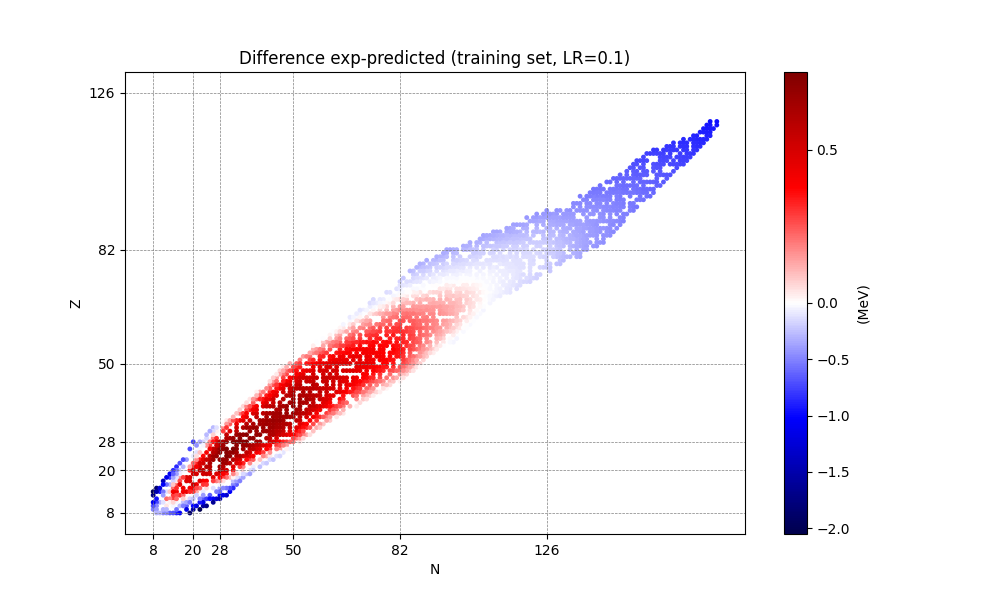 Difference exp-predicted (training set, LR=0.1)
126
82
50
28
20
8
Z
8 20 28 50 82 126
N
0.5
0.0
−0.5
−1.0
−1.5
−2.0
(MeV)